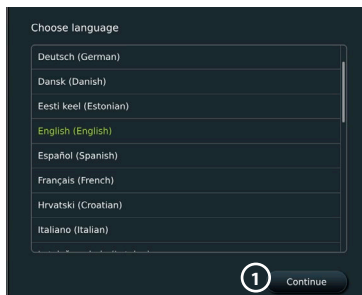 Choose language
Deutsch (German)
Dansk (Danish)
Eesti keel (Estonian)
English (English)
Español (Spanish)
Français (French)
Hrvatski (Croatian)
Italiano (Italian)
1 Continue